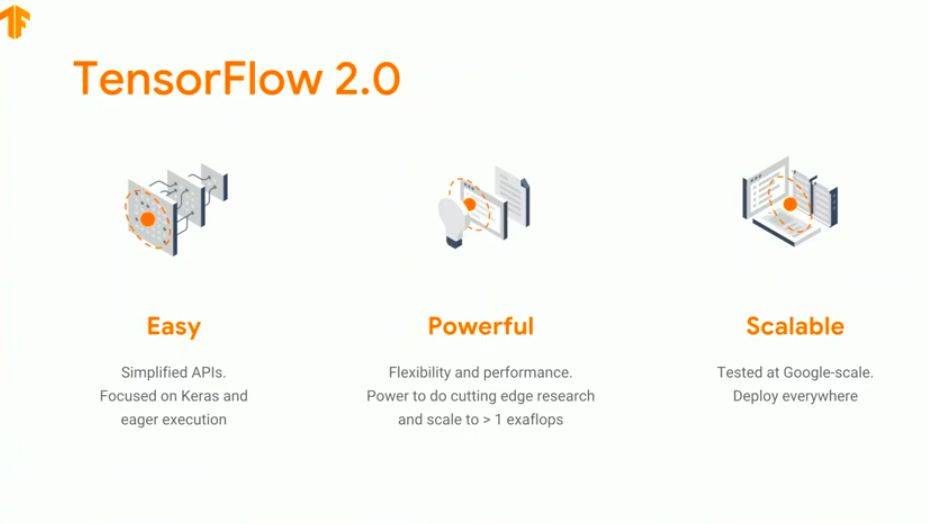 TensorFlow 2.0
Easy
Simplified APIs.
Focused on Keras and
eager execution
Powerful
Flexibility and performance.
Power to do cutting edge research
and scale to > 1 exaflops
Scalable
Tested at Google-scale.
Deploy everywhere